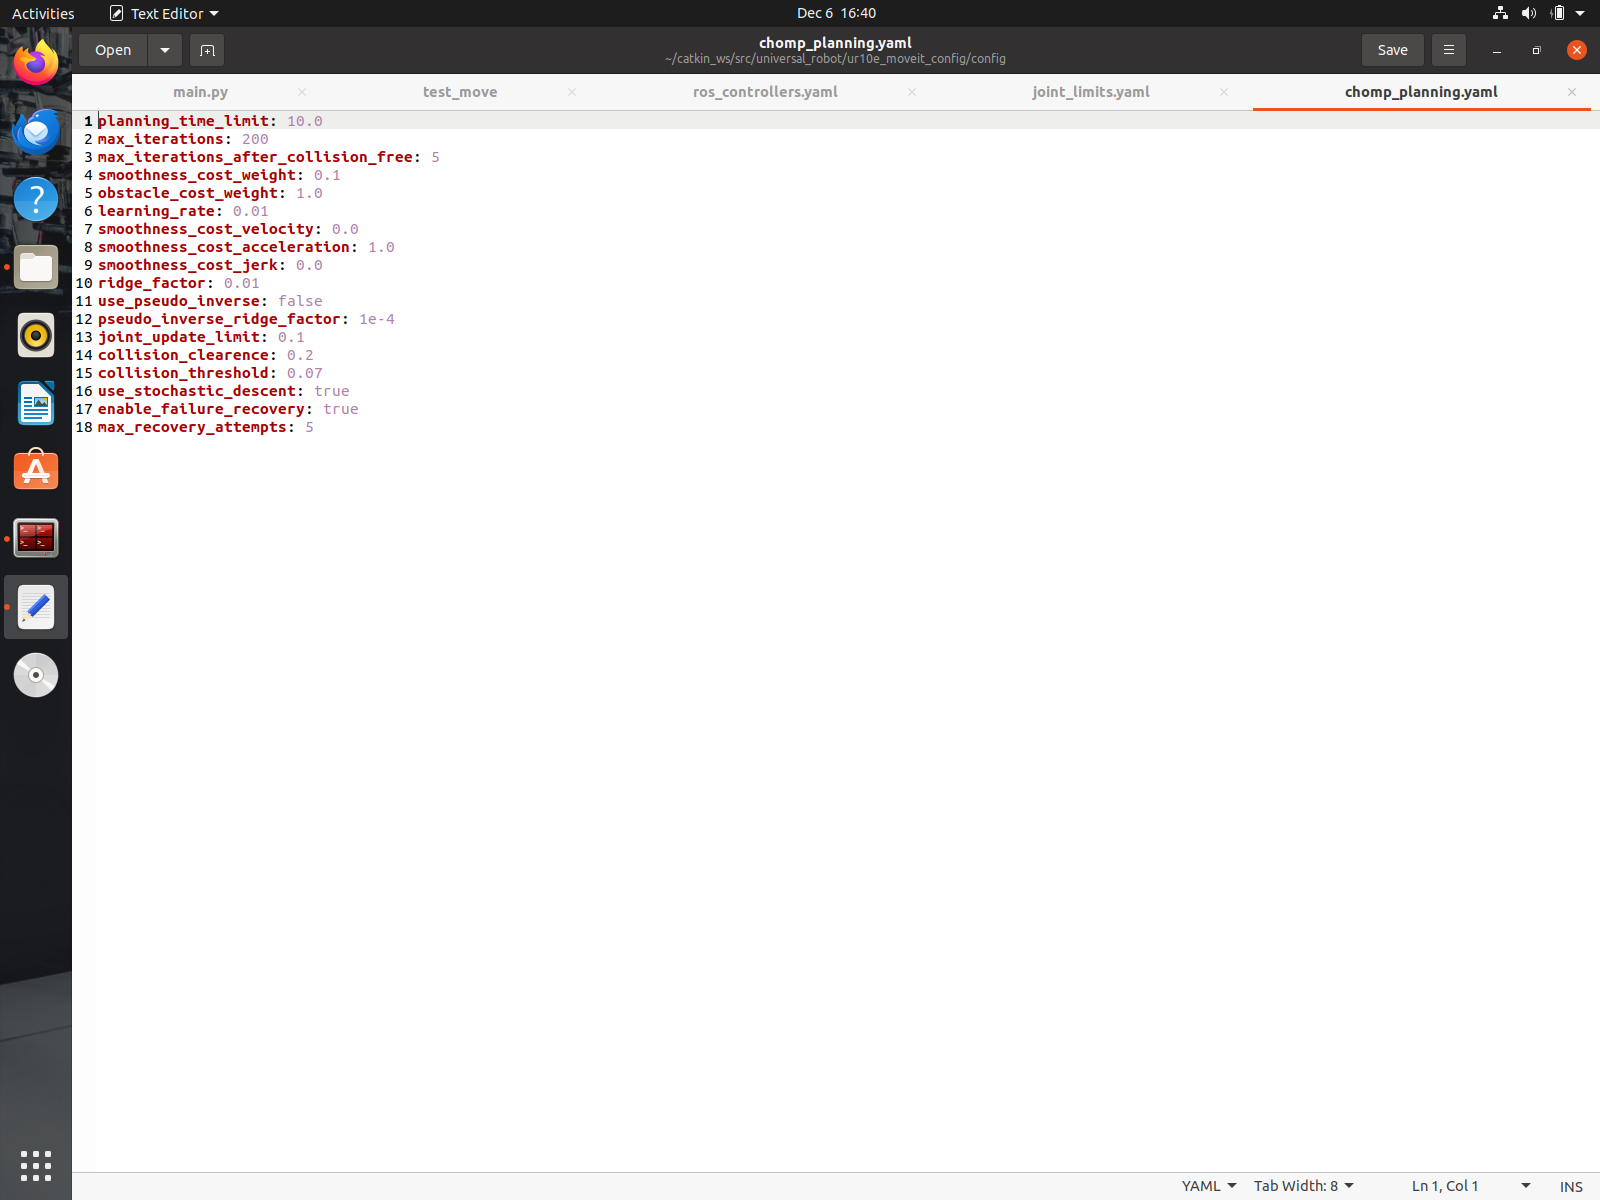 Activities Text Editor Dec 6 16:40
Open chomp_planning.yaml Save
~/catkin_ws/src/universal_robot/ur10e_moveit_config/config
main.py test_move ros_controllers.yaml joint_limits.yaml chomp_planning.yaml
1 planning_time_limit: 10.0
2 max_iterations: 200
3 max_iterations_after_collision_free: 5
4 smoothness_cost_weight: 0.1
5 obstacle_cost_weight: 1.0
6 learning_rate: 0.01
7 smoothness_cost_velocity: 0.0
8 smoothness_cost_acceleration: 1.0
9 smoothness_cost_jerk: 0.0
10 ridge_factor: 0.01
11 use_pseudo_inverse: false
12 pseudo_inverse_ridge_factor: 1e-4
13 joint_update_limit: 0.1
14 collision_clearence: 0.2
15 collision_threshold: 0.07
16 use_stochastic_descent: true
17 enable_failure_recovery: true
18 max_recovery_attempts: 5
YAML Tab Width: 8 Ln 1, Col 1 INS